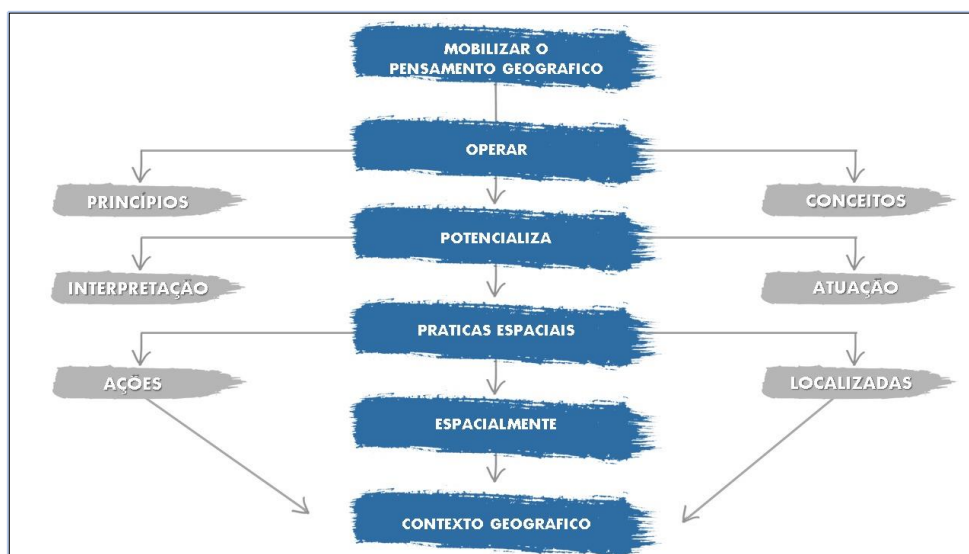 MOBILIZAR O
PENSAMENTO GEOGRAFICO
OPERAR
PRINCÍPIOS
CONCEITOS
POTENCIALIZA
INTERPRETAÇÃO
ATUAÇÃO
PRATICAS ESPACIAIS
AÇÕES
LOCALIZADAS
ESPACIALMENTE
CONTEXTO GEOGRAFICO